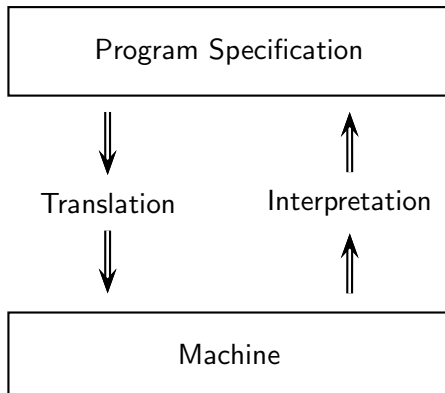 Program Specification
Translation
Interpretation
Machine